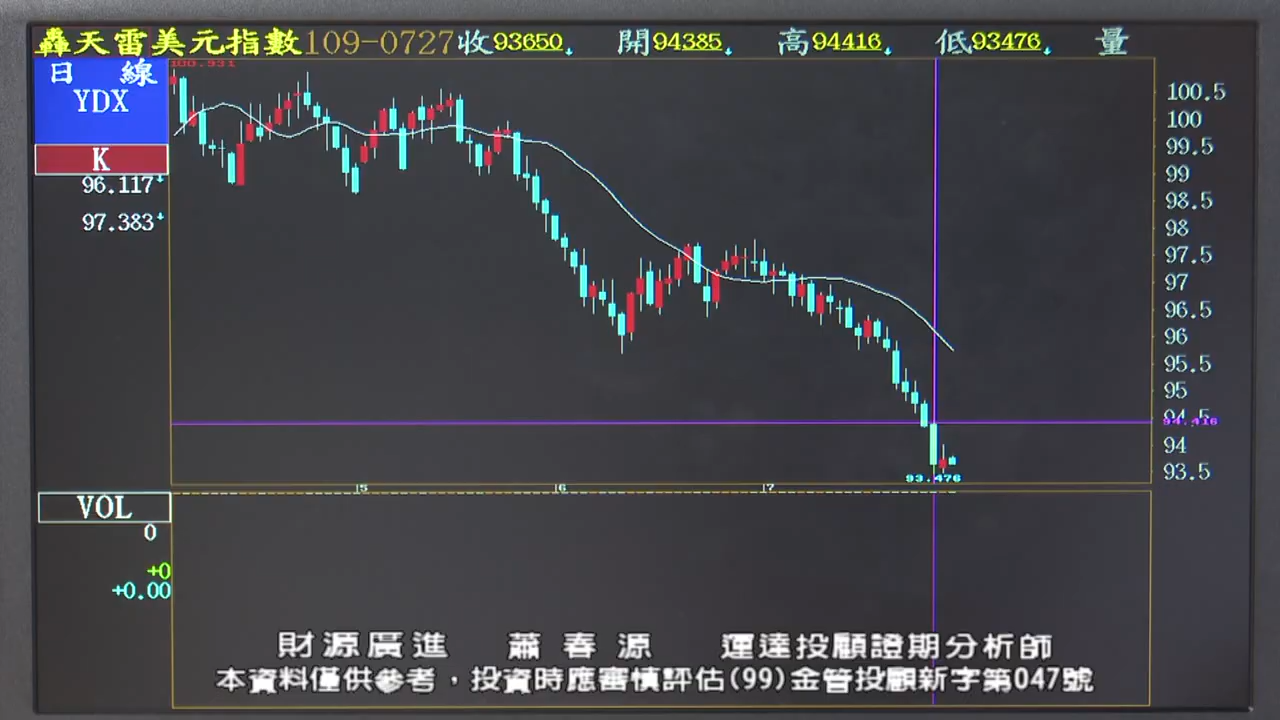 轟天雷美元指數109-0727收93650↓ 開94385↓ 高94416↓ 低93476↓ 量
日 線
YDX
K
96.117↓
97.383↓
100.931
100.5
100
99.5
99
98.5
98
97.5
97
96.5
96
95.5
95
94.5
94.416
94
93.5
93.476
5 6 7
VOL
0
+0
+0.00
財源廣進 蕭春源 運達投顧證期分析師
本資料僅供參考，投資時應審慎評估(99)金管投顧新字第047號